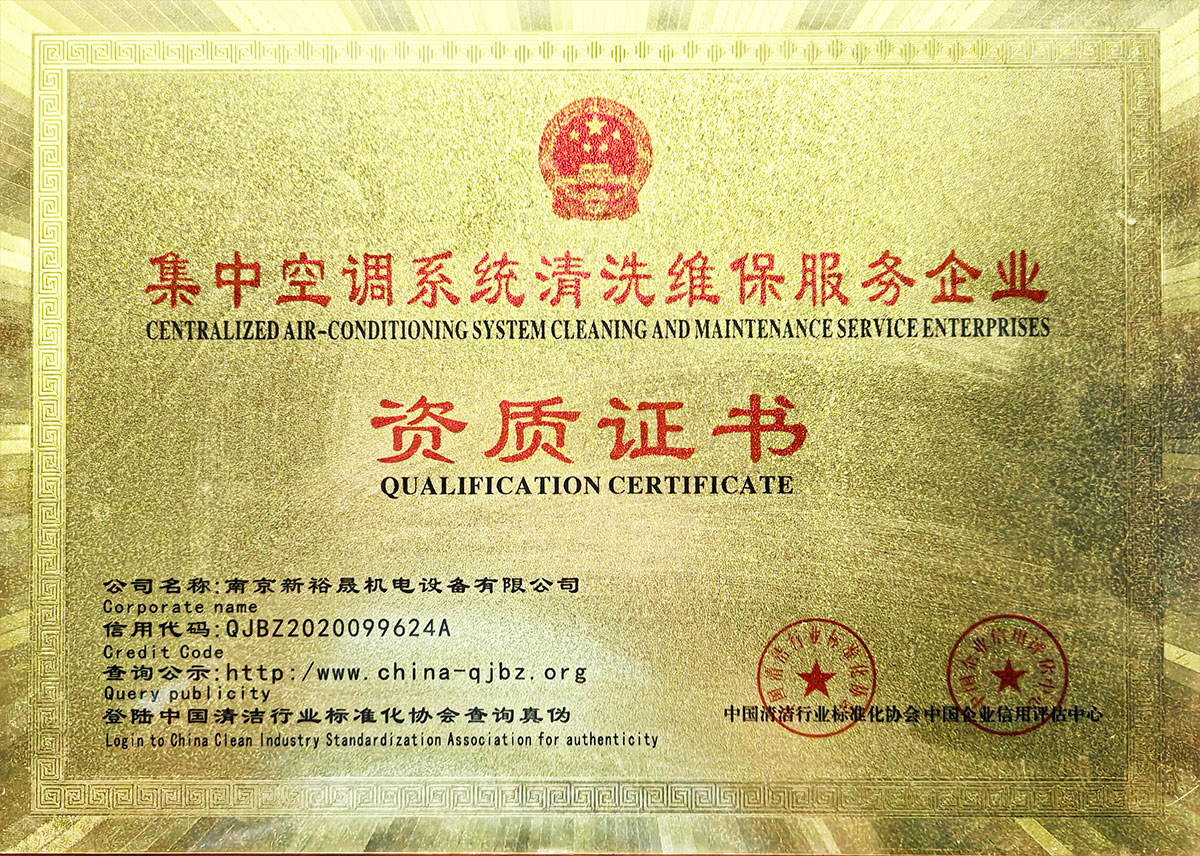 集中空调系统清洗维保服务企业
CENTRALIZED AIR-CONDITIONING SYSTEM CLEANING AND MAINTENANCE SERVICE ENTERPRISES
资质证书
QUALIFICATION CERTIFICATE
公司名称:南京新裕晟机电设备有限公司
Corporate name
信用代码:QJBZ2020099624A
Credit Code
查询公示:http:/www.china-qjbz.org
Query publicity
登陆中国清洁行业标准化协会查询真伪
Login to China Clean Industry Standardization Association for authenticity
中国清洁行业标准化协会 中国企业信用评估中心